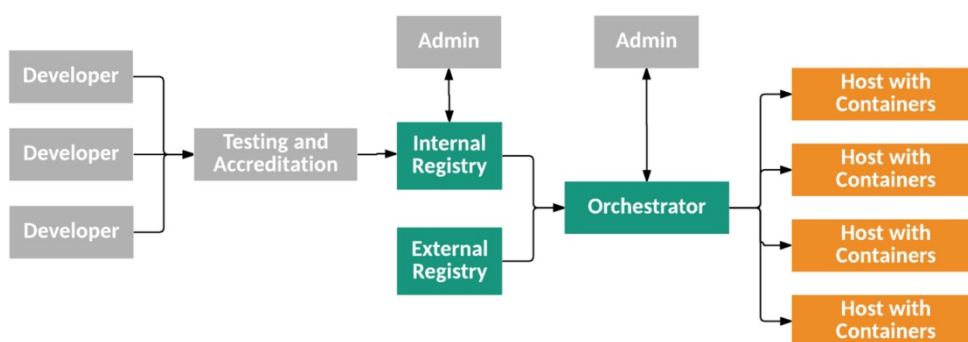 Developer
Developer
Developer
Testing and
Accreditation
Admin
Internal
Registry
External
Registry
Admin
Orchestrator
Host with
Containers
Host with
Containers
Host with
Containers
Host with
Containers